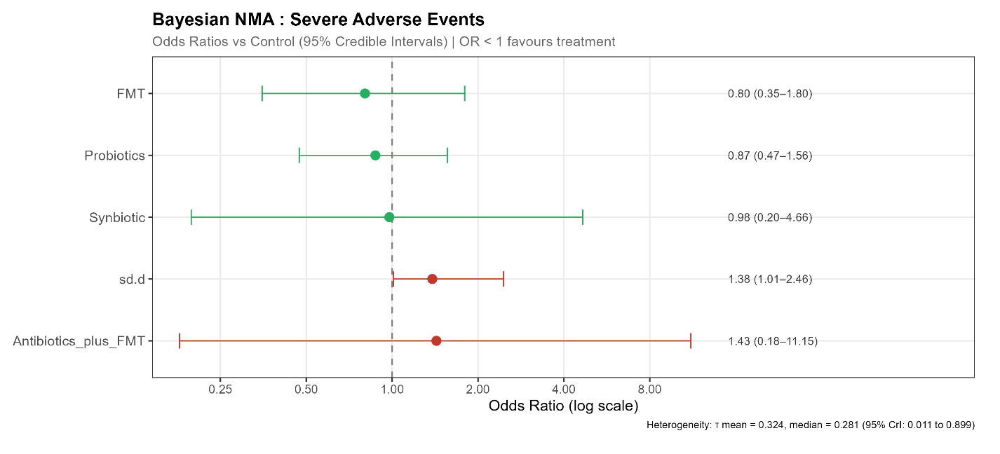 Bayesian NMA : Severe Adverse Events
Odds Ratios vs Control (95% Credible Intervals) | OR < 1 favours treatment
FMT 0.80 (0.35–1.80)
Probiotics 0.87 (0.47–1.56)
Synbiotic 0.98 (0.20–4.66)
sd.d 1.38 (1.01–2.46)
Antibiotics_plus_FMT 1.43 (0.18–11.15)
0.25 0.50 1.00 2.00 4.00 8.00
Odds Ratio (log scale)
Heterogeneity: τ mean = 0.324, median = 0.281 (95% CrI: 0.011 to 0.899)